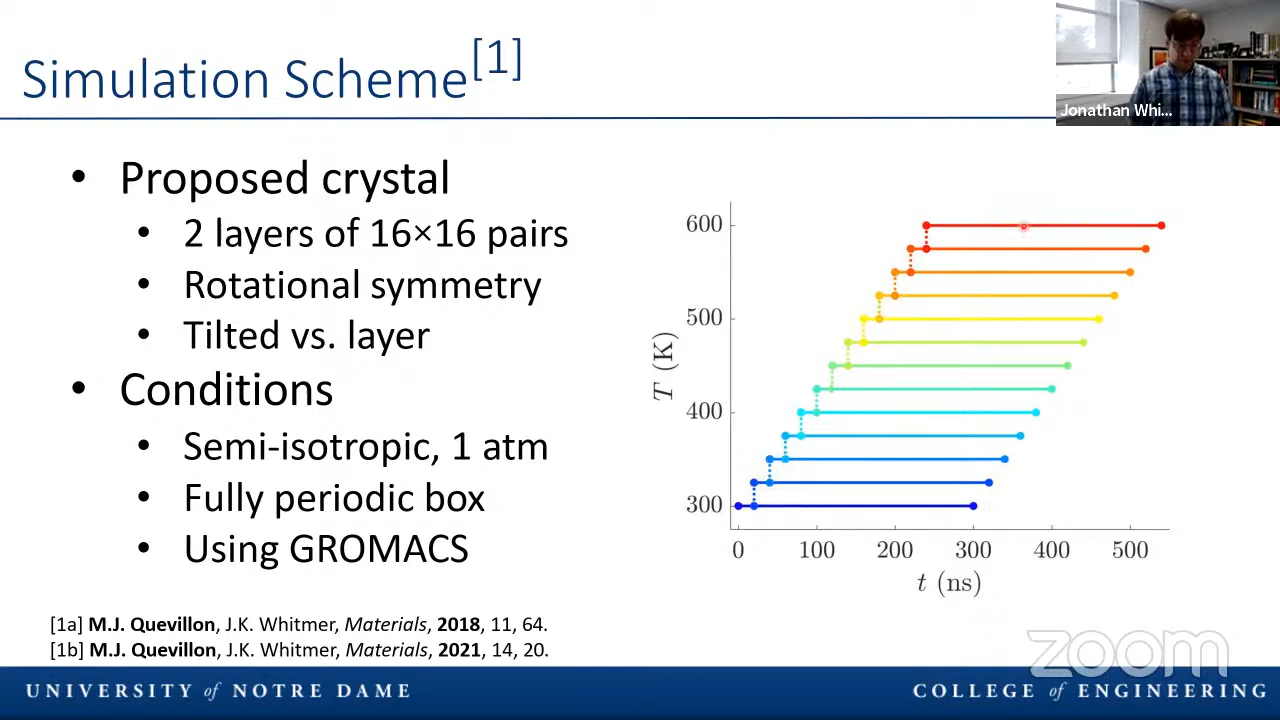 Simulation Scheme[1]
Jonathan Whi...
• Proposed crystal
• 2 layers of 16×16 pairs
• Rotational symmetry
• Tilted vs. layer
• Conditions
• Semi-isotropic, 1 atm
• Fully periodic box
• Using GROMACS
600
500
400
300
T (K)
0 100 200 300 400 500
t (ns)
[1a] M.J. Quevillon, J.K. Whitmer, Materials, 2018, 11, 64.
[1b] M.J. Quevillon, J.K. Whitmer, Materials, 2021, 14, 20.
zoom
UNIVERSITY of NOTRE DAME
COLLEGE of ENGINEERING